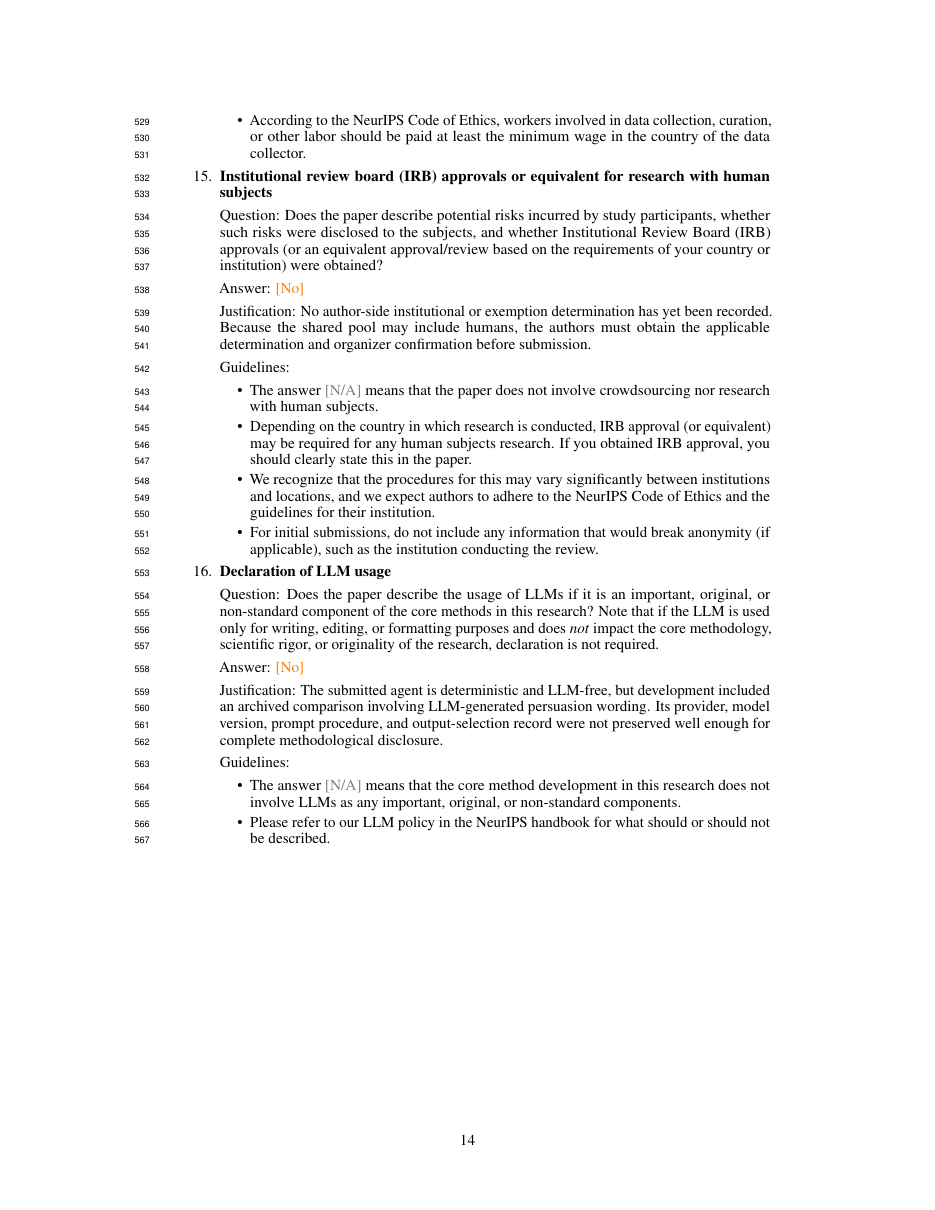 529 • According to the NeurIPS Code of Ethics, workers involved in data collection, curation,
530 or other labor should be paid at least the minimum wage in the country of the data
531 collector.
532 15. Institutional review board (IRB) approvals or equivalent for research with human
533 subjects
534 Question: Does the paper describe potential risks incurred by study participants, whether
535 such risks were disclosed to the subjects, and whether Institutional Review Board (IRB)
536 approvals (or an equivalent approval/review based on the requirements of your country or
537 institution) were obtained?
538 Answer: [No]
539 Justification: No author-side institutional or exemption determination has yet been recorded.
540 Because the shared pool may include humans, the authors must obtain the applicable
541 determination and organizer confirmation before submission.
542 Guidelines:
543 • The answer [N/A] means that the paper does not involve crowdsourcing nor research
544 with human subjects.
545 • Depending on the country in which research is conducted, IRB approval (or equivalent)
546 may be required for any human subjects research. If you obtained IRB approval, you
547 should clearly state this in the paper.
548 • We recognize that the procedures for this may vary significantly between institutions
549 and locations, and we expect authors to adhere to the NeurIPS Code of Ethics and the
550 guidelines for their institution.
551 • For initial submissions, do not include any information that would break anonymity (if
552 applicable), such as the institution conducting the review.
553 16. Declaration of LLM usage
554 Question: Does the paper describe the usage of LLMs if it is an important, original, or
555 non-standard component of the core methods in this research? Note that if the LLM is used
556 only for writing, editing, or formatting purposes and does not impact the core methodology,
557 scientific rigor, or originality of the research, declaration is not required.
558 Answer: [No]
559 Justification: The submitted agent is deterministic and LLM-free, but development included
560 an archived comparison involving LLM-generated persuasion wording. Its provider, model
561 version, prompt procedure, and output-selection record were not preserved well enough for
562 complete methodological disclosure.
563 Guidelines:
564 • The answer [N/A] means that the core method development in this research does not
565 involve LLMs as any important, original, or non-standard components.
566 • Please refer to our LLM policy in the NeurIPS handbook for what should or should not
567 be described.
14